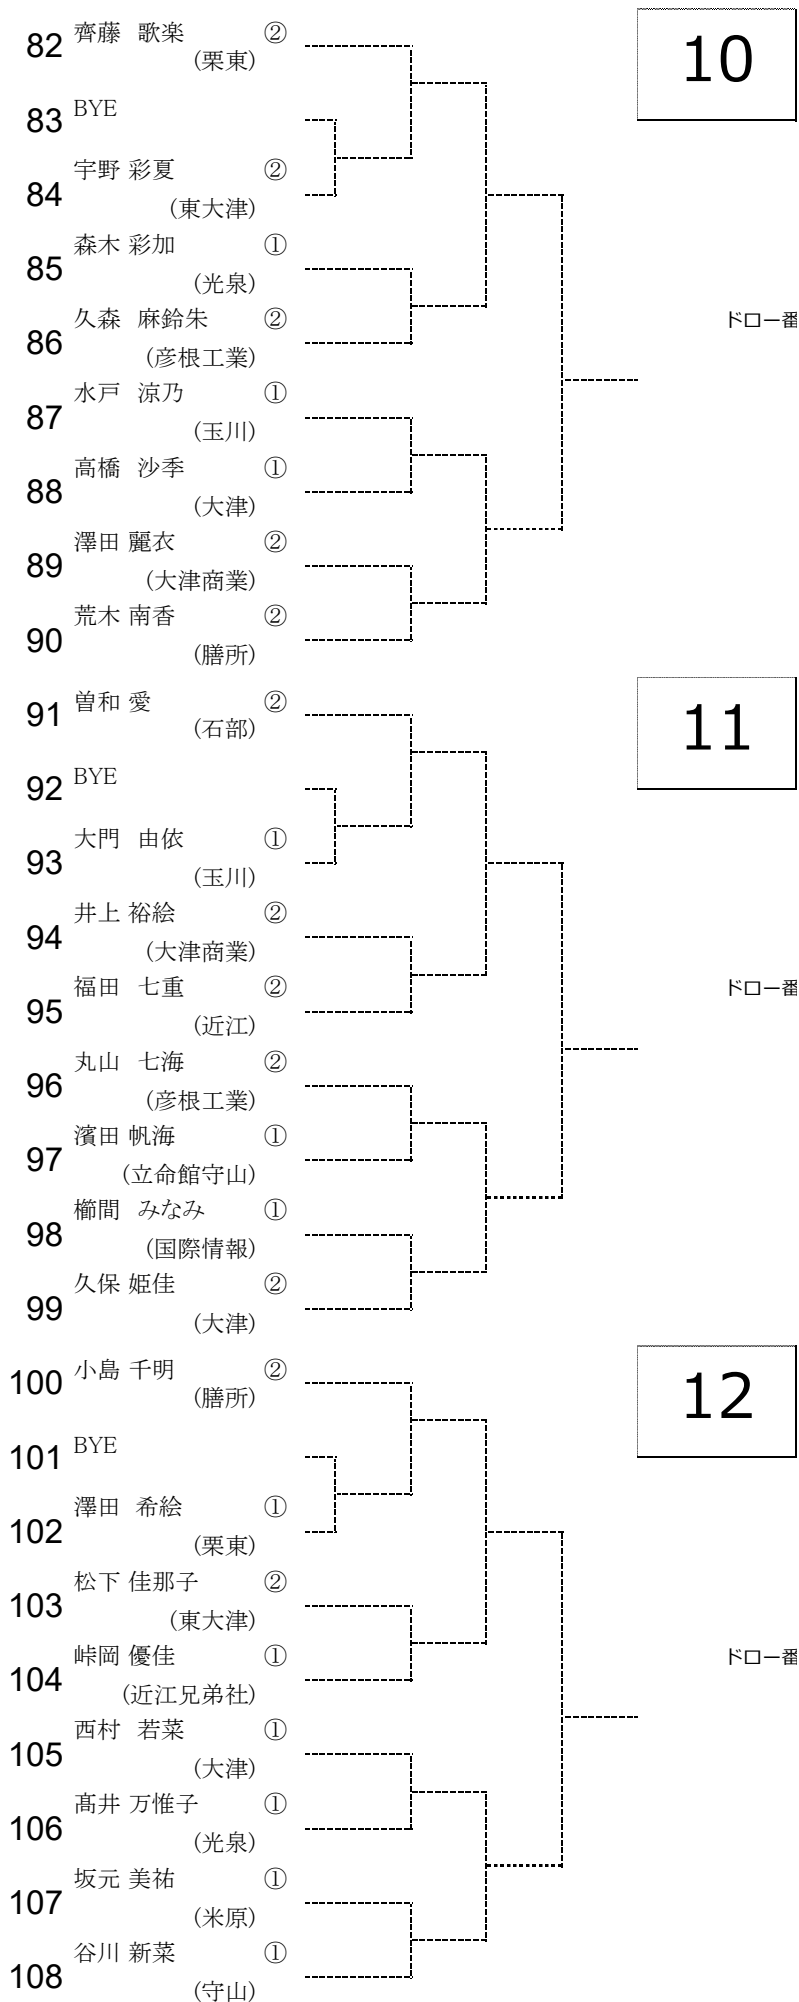 82 齊藤 歌楽 ②
(栗東)
10
83 BYE
84 宇野 彩夏 ②
(東大津)
85 森木 彩加 ①
(光泉)
86 久森 麻鈴朱 ②
(彦根工業)
ドロー番
87 水戸 涼乃 ①
(玉川)
88 高橋 沙季 ①
(大津)
89 澤田 麗衣 ②
(大津商業)
90 荒木 南香 ②
(膳所)
91 曽和 愛 ②
(石部)
11
92 BYE
93 大門 由依 ①
(玉川)
94 井上 裕絵 ②
(大津商業)
95 福田 七重 ②
(近江)
ドロー番
96 丸山 七海 ②
(彦根工業)
97 濱田 帆海 ①
(立命館守山)
98 櫛間 みなみ ①
(国際情報)
99 久保 姫佳 ②
(大津)
100 小島 千明 ②
(膳所)
12
101 BYE
102 澤田 希絵 ①
(栗東)
103 松下 佳那子 ②
(東大津)
104 峠岡 優佳 ①
(近江兄弟社)
ドロー番
105 西村 若菜 ①
(大津)
106 髙井 万惟子 ①
(光泉)
107 坂元 美祐 ①
(米原)
108 谷川 新菜 ①
(守山)